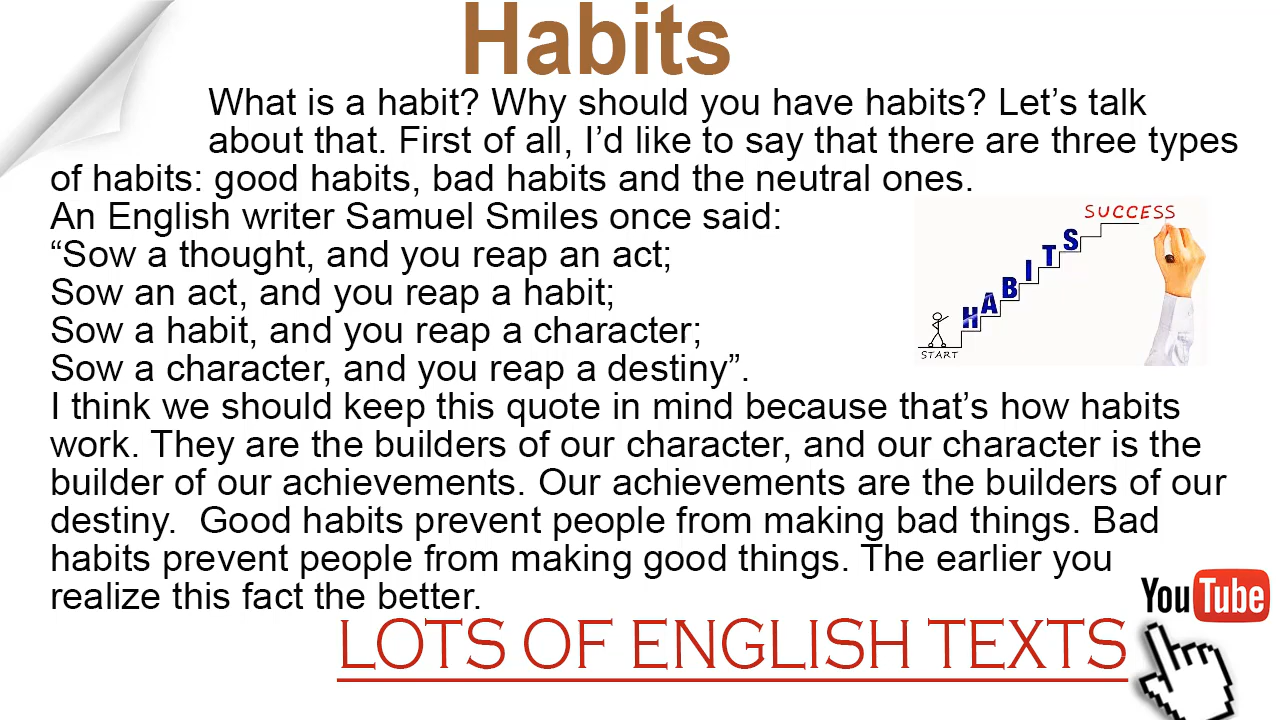 Habits
What is a habit? Why should you have habits? Let’s talk
about that. First of all, I’d like to say that there are three types
of habits: good habits, bad habits and the neutral ones.
An English writer Samuel Smiles once said:
“Sow a thought, and you reap an act;
Sow an act, and you reap a habit;
Sow a habit, and you reap a character;
Sow a character, and you reap a destiny”.
SUCCESS
HABITS
START
I think we should keep this quote in mind because that’s how habits
work. They are the builders of our character, and our character is the
builder of our achievements. Our achievements are the builders of our
destiny.  Good habits prevent people from making bad things. Bad
habits prevent people from making good things. The earlier you
realize this fact the better.
YouTube
LOTS OF ENGLISH TEXTS